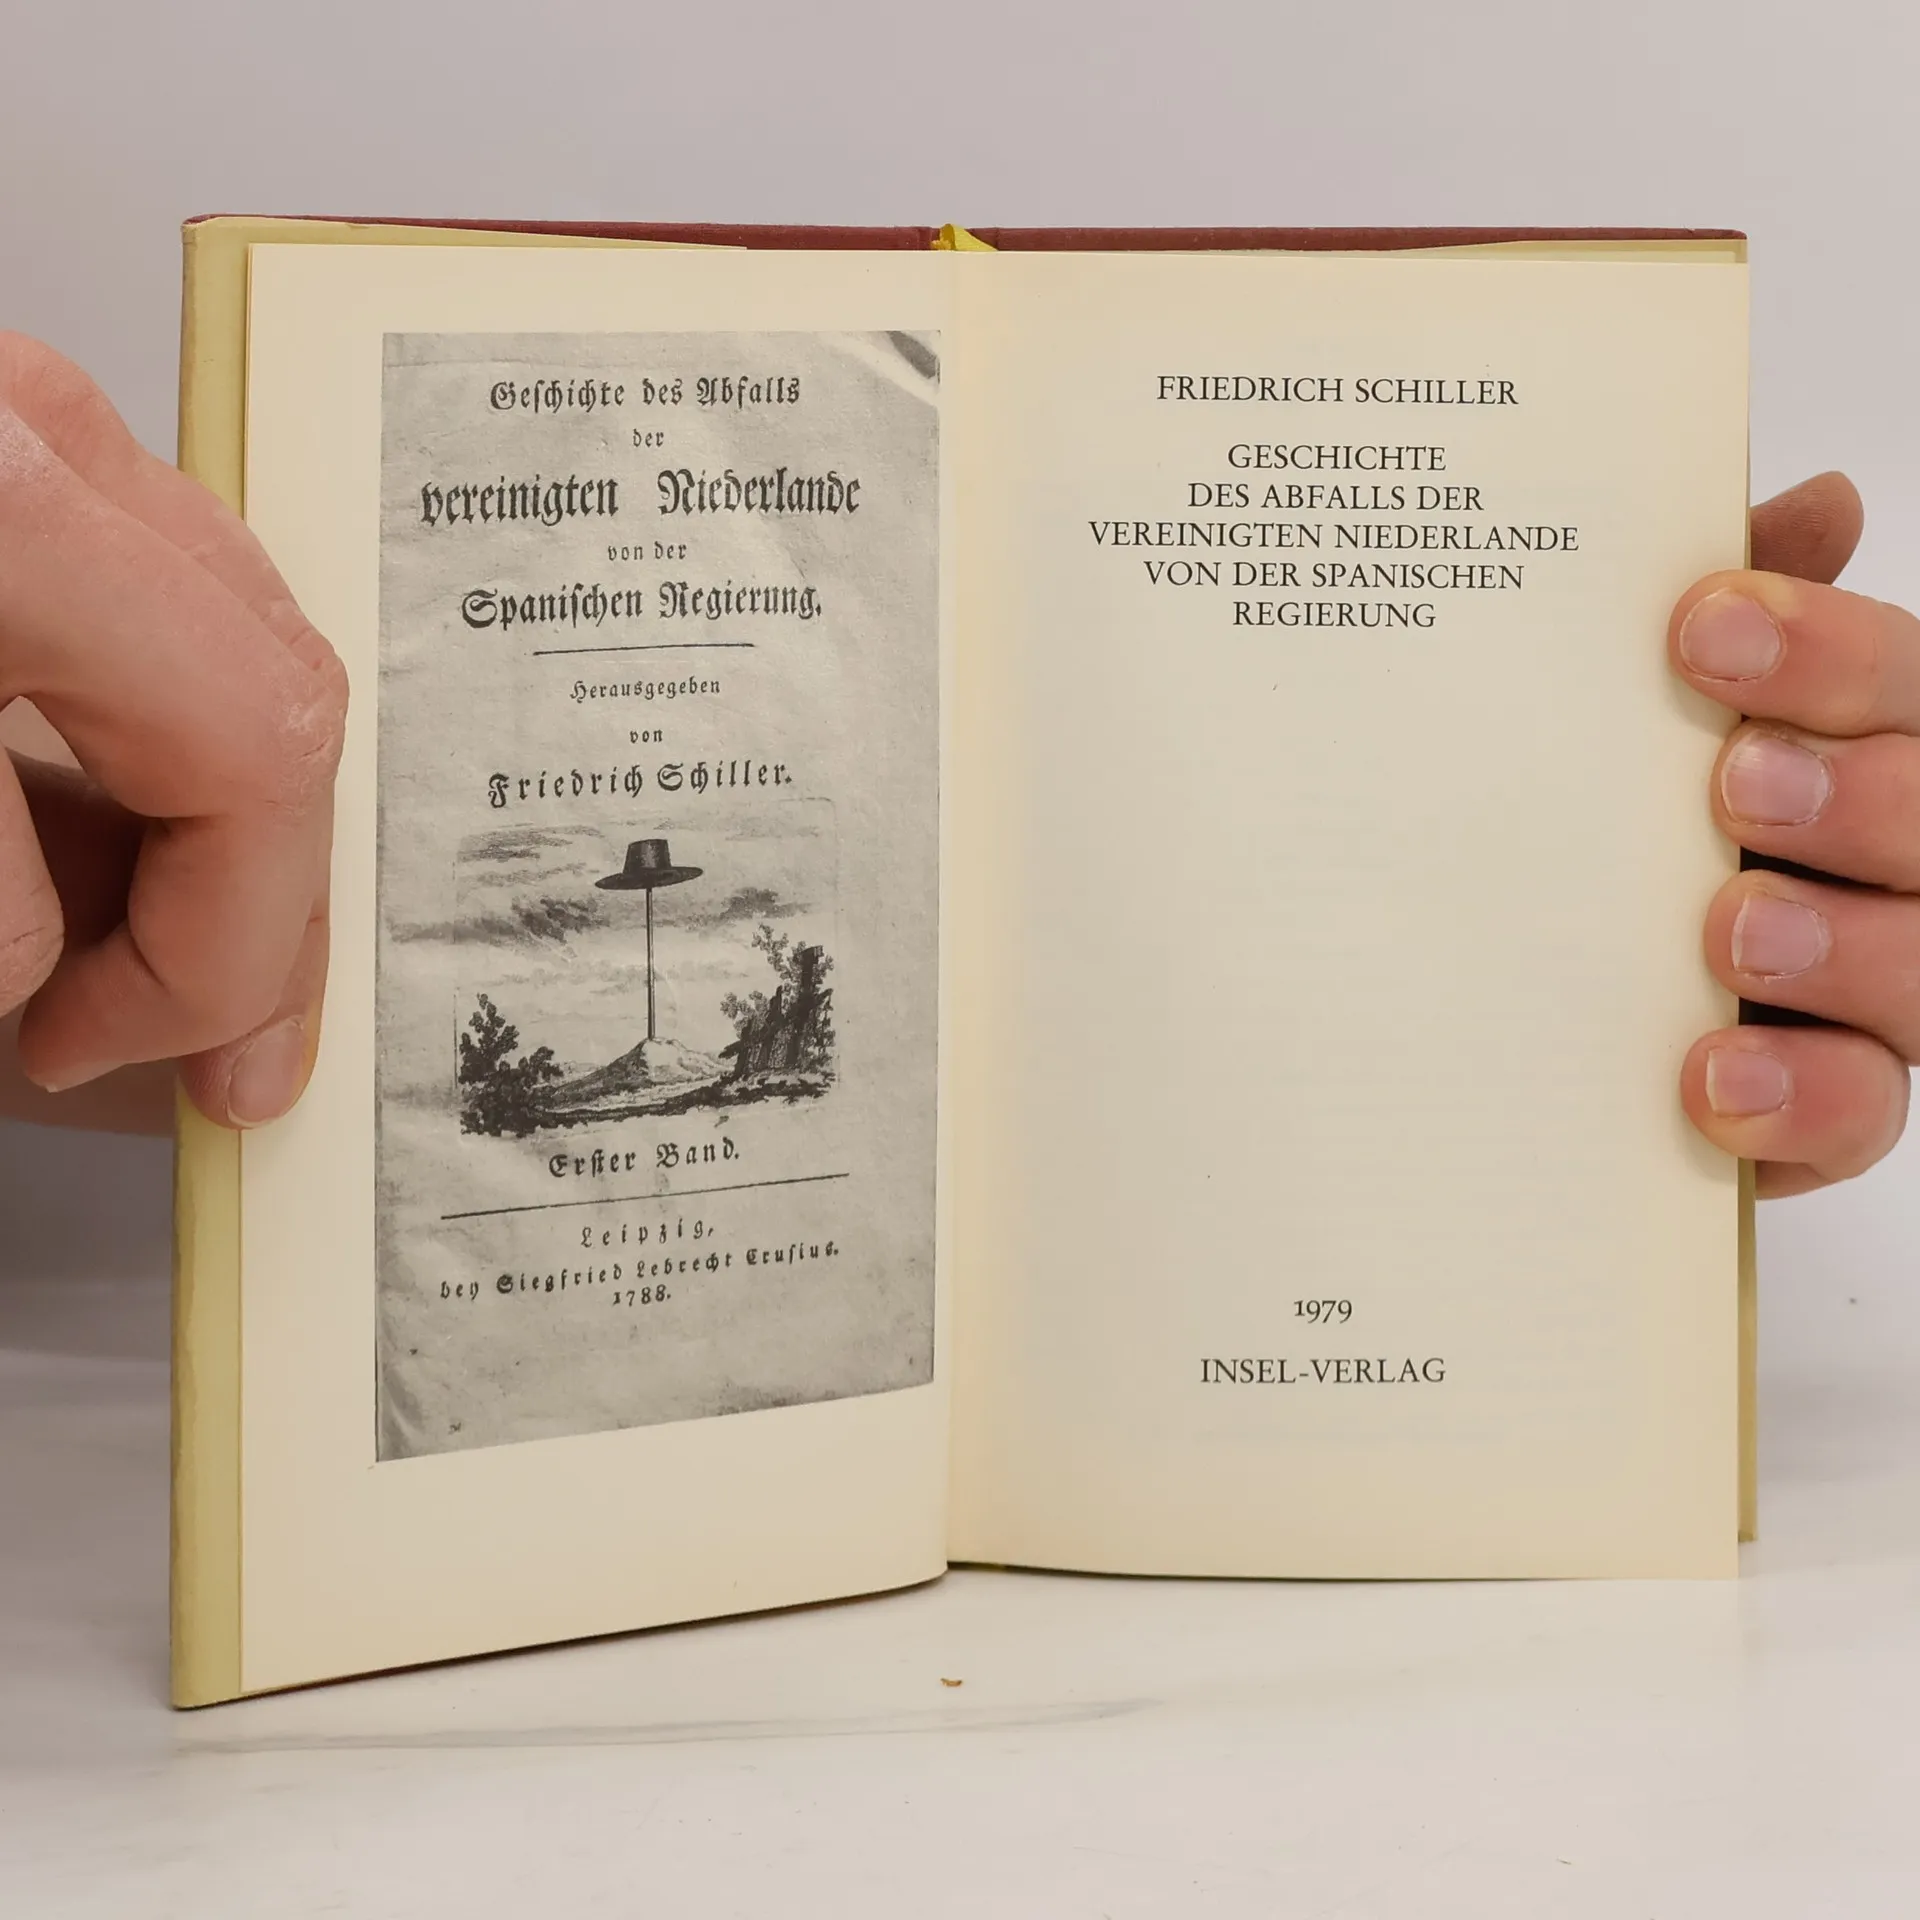 Geſchichte des Abfalls
der
vereinigten Niederlande
von der
Spaniſchen Regierung.
Herausgegeben
von
Friedrich Schiller.
Erſter Band.
Leipzig,
bey Siegfried Lebrecht Cruſius.
1788.
FRIEDRICH SCHILLER
GESCHICHTE
DES ABFALLS DER
VEREINIGTEN NIEDERLANDE
VON DER SPANISCHEN
REGIERUNG
1979
INSEL-VERLAG